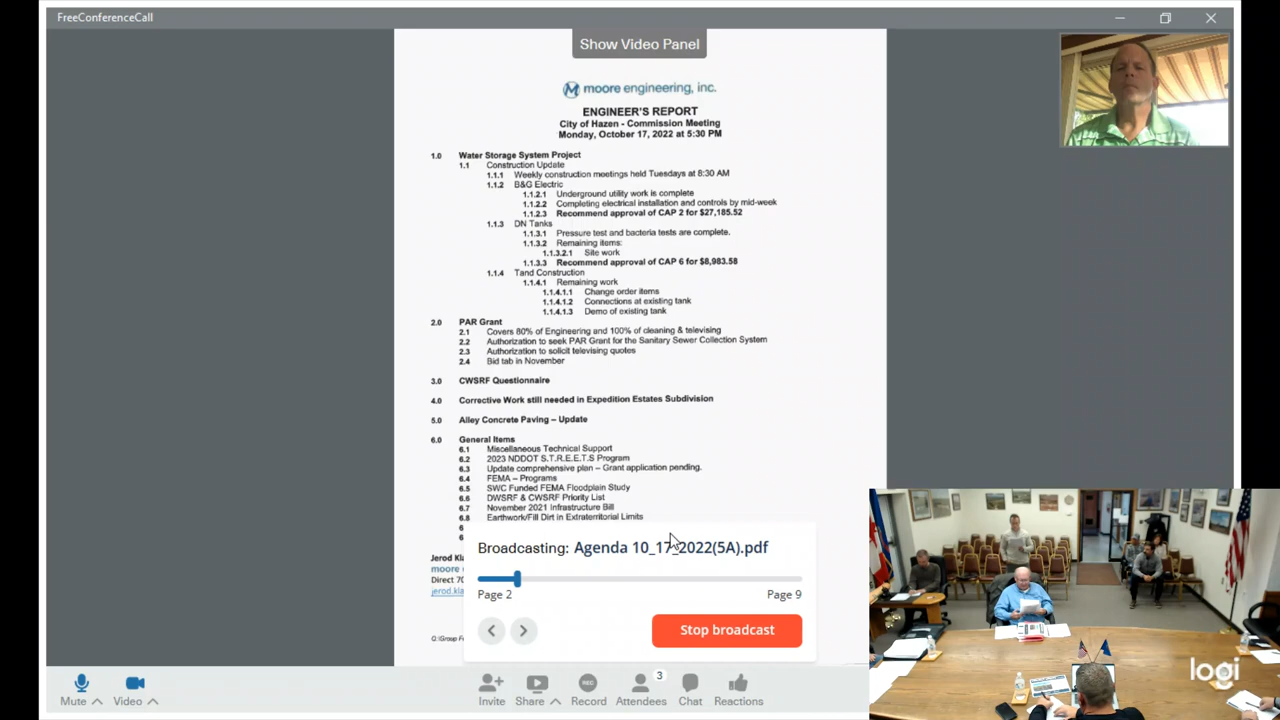 FreeConferenceCall
Show Video Panel
moore engineering, inc.
ENGINEER'S REPORT
City of Hazen - Commission Meeting
Monday, October 17, 2022 at 5:30 PM
1.0 Water Storage System Project
1.1 Construction Update
1.1.1 Weekly construction meetings held Tuesdays at 8:30 AM
1.1.2 B&G Electric
1.1.2.1 Underground utility work is complete
1.1.2.2 Completing electrical installation and controls by mid-week
1.1.2.3 Recommend approval of CAP 2 for $27,185.52
1.1.3 DN Tanks
1.1.3.1 Pressure test and bacteria tests are complete.
1.1.3.2 Remaining items:
1.1.3.2.1 Site work
1.1.3.3 Recommend approval of CAP 6 for $8,983.58
1.1.4 Tand Construction
1.1.4.1 Remaining work
1.1.4.1.1 Change order items
1.1.4.1.2 Connections at existing tank
1.1.4.1.3 Demo of existing tank
2.0 PAR Grant
2.1 Covers 80% of Engineering and 100% of cleaning & televising
2.2 Authorization to seek PAR Grant for the Sanitary Sewer Collection System
2.3 Authorization to solicit televising quotes
2.4 Bid tab in November
3.0 CWSRF Questionnaire
4.0 Corrective Work still needed in Expedition Estates Subdivision
5.0 Alley Concrete Paving – Update
6.0 General Items
6.1 Miscellaneous Technical Support
6.2 2023 NDDOT S.T.R.E.E.T.S Program
6.3 Update comprehensive plan – Grant application pending.
6.4 FEMA – Programs
6.5 SWC Funded FEMA Floodplain Study
6.6 DWSRF & CWSRF Priority List
6.7 November 2021 Infrastructure Bill
6.8 Earthwork/Fill Dirt in Extraterritorial Limits
6
6
Jerod Kla
moore
Direct 70
jerod.kla
Q:\Group F
Broadcasting: Agenda 10_17_2022(5A).pdf
Page 2 Page 9
Stop broadcast
Mute Video Invite Share Record Attendees 3 Chat Reactions
REC
logi